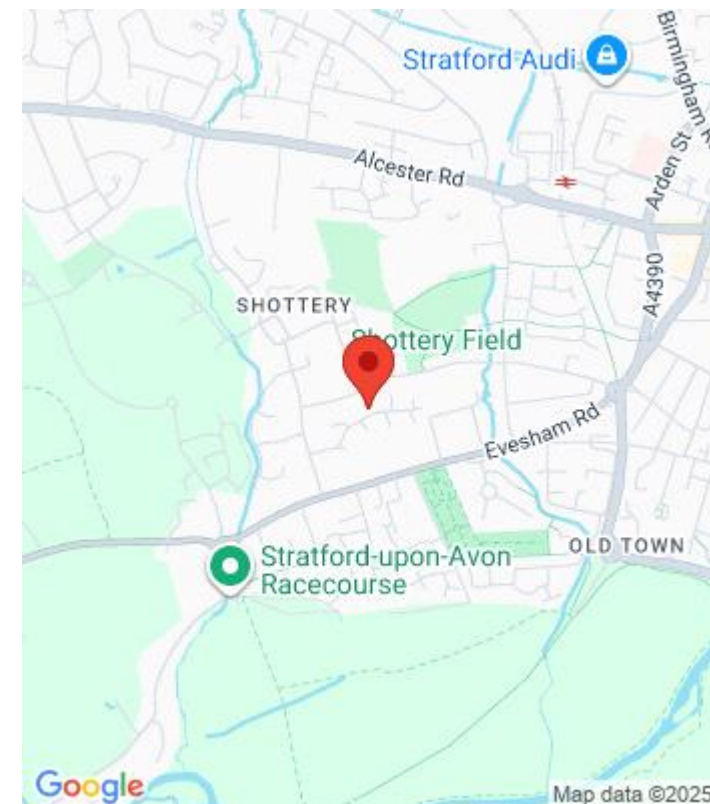 Stratford Audi
Birmingham R
Arden St
Alcester Rd
A4390
SHOTTERY
Shottery Field
Evesham Rd
OLD TOWN
Stratford-upon-Avon
Racecourse
Google
Map data ©2025